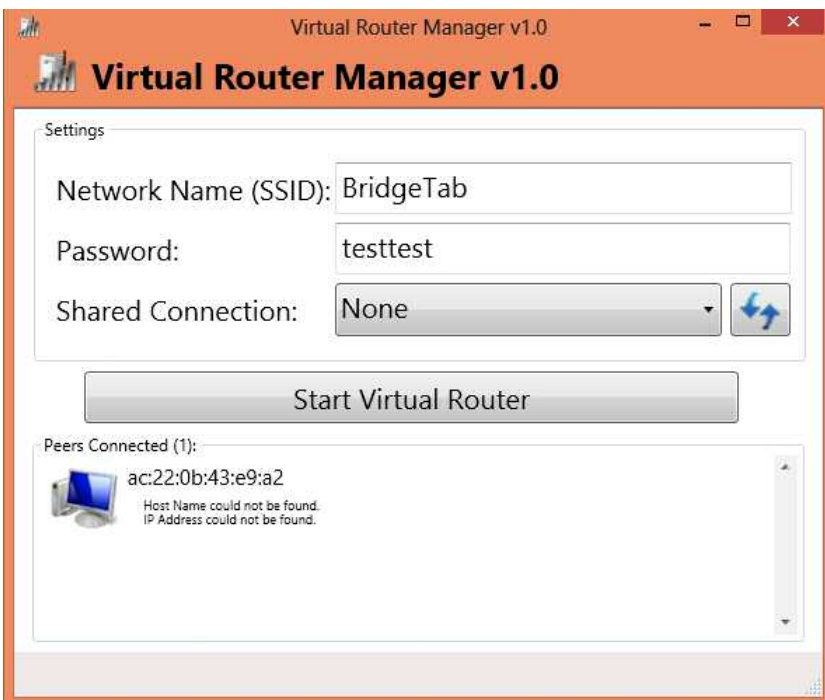 Virtual Router Manager v1.0
Virtual Router Manager v1.0
Settings
Network Name (SSID): BridgeTab
Password: testtest
Shared Connection: None
Start Virtual Router
Peers Connected (1):
ac:22:0b:43:e9:a2
Host Name could not be found.
IP Address could not be found.